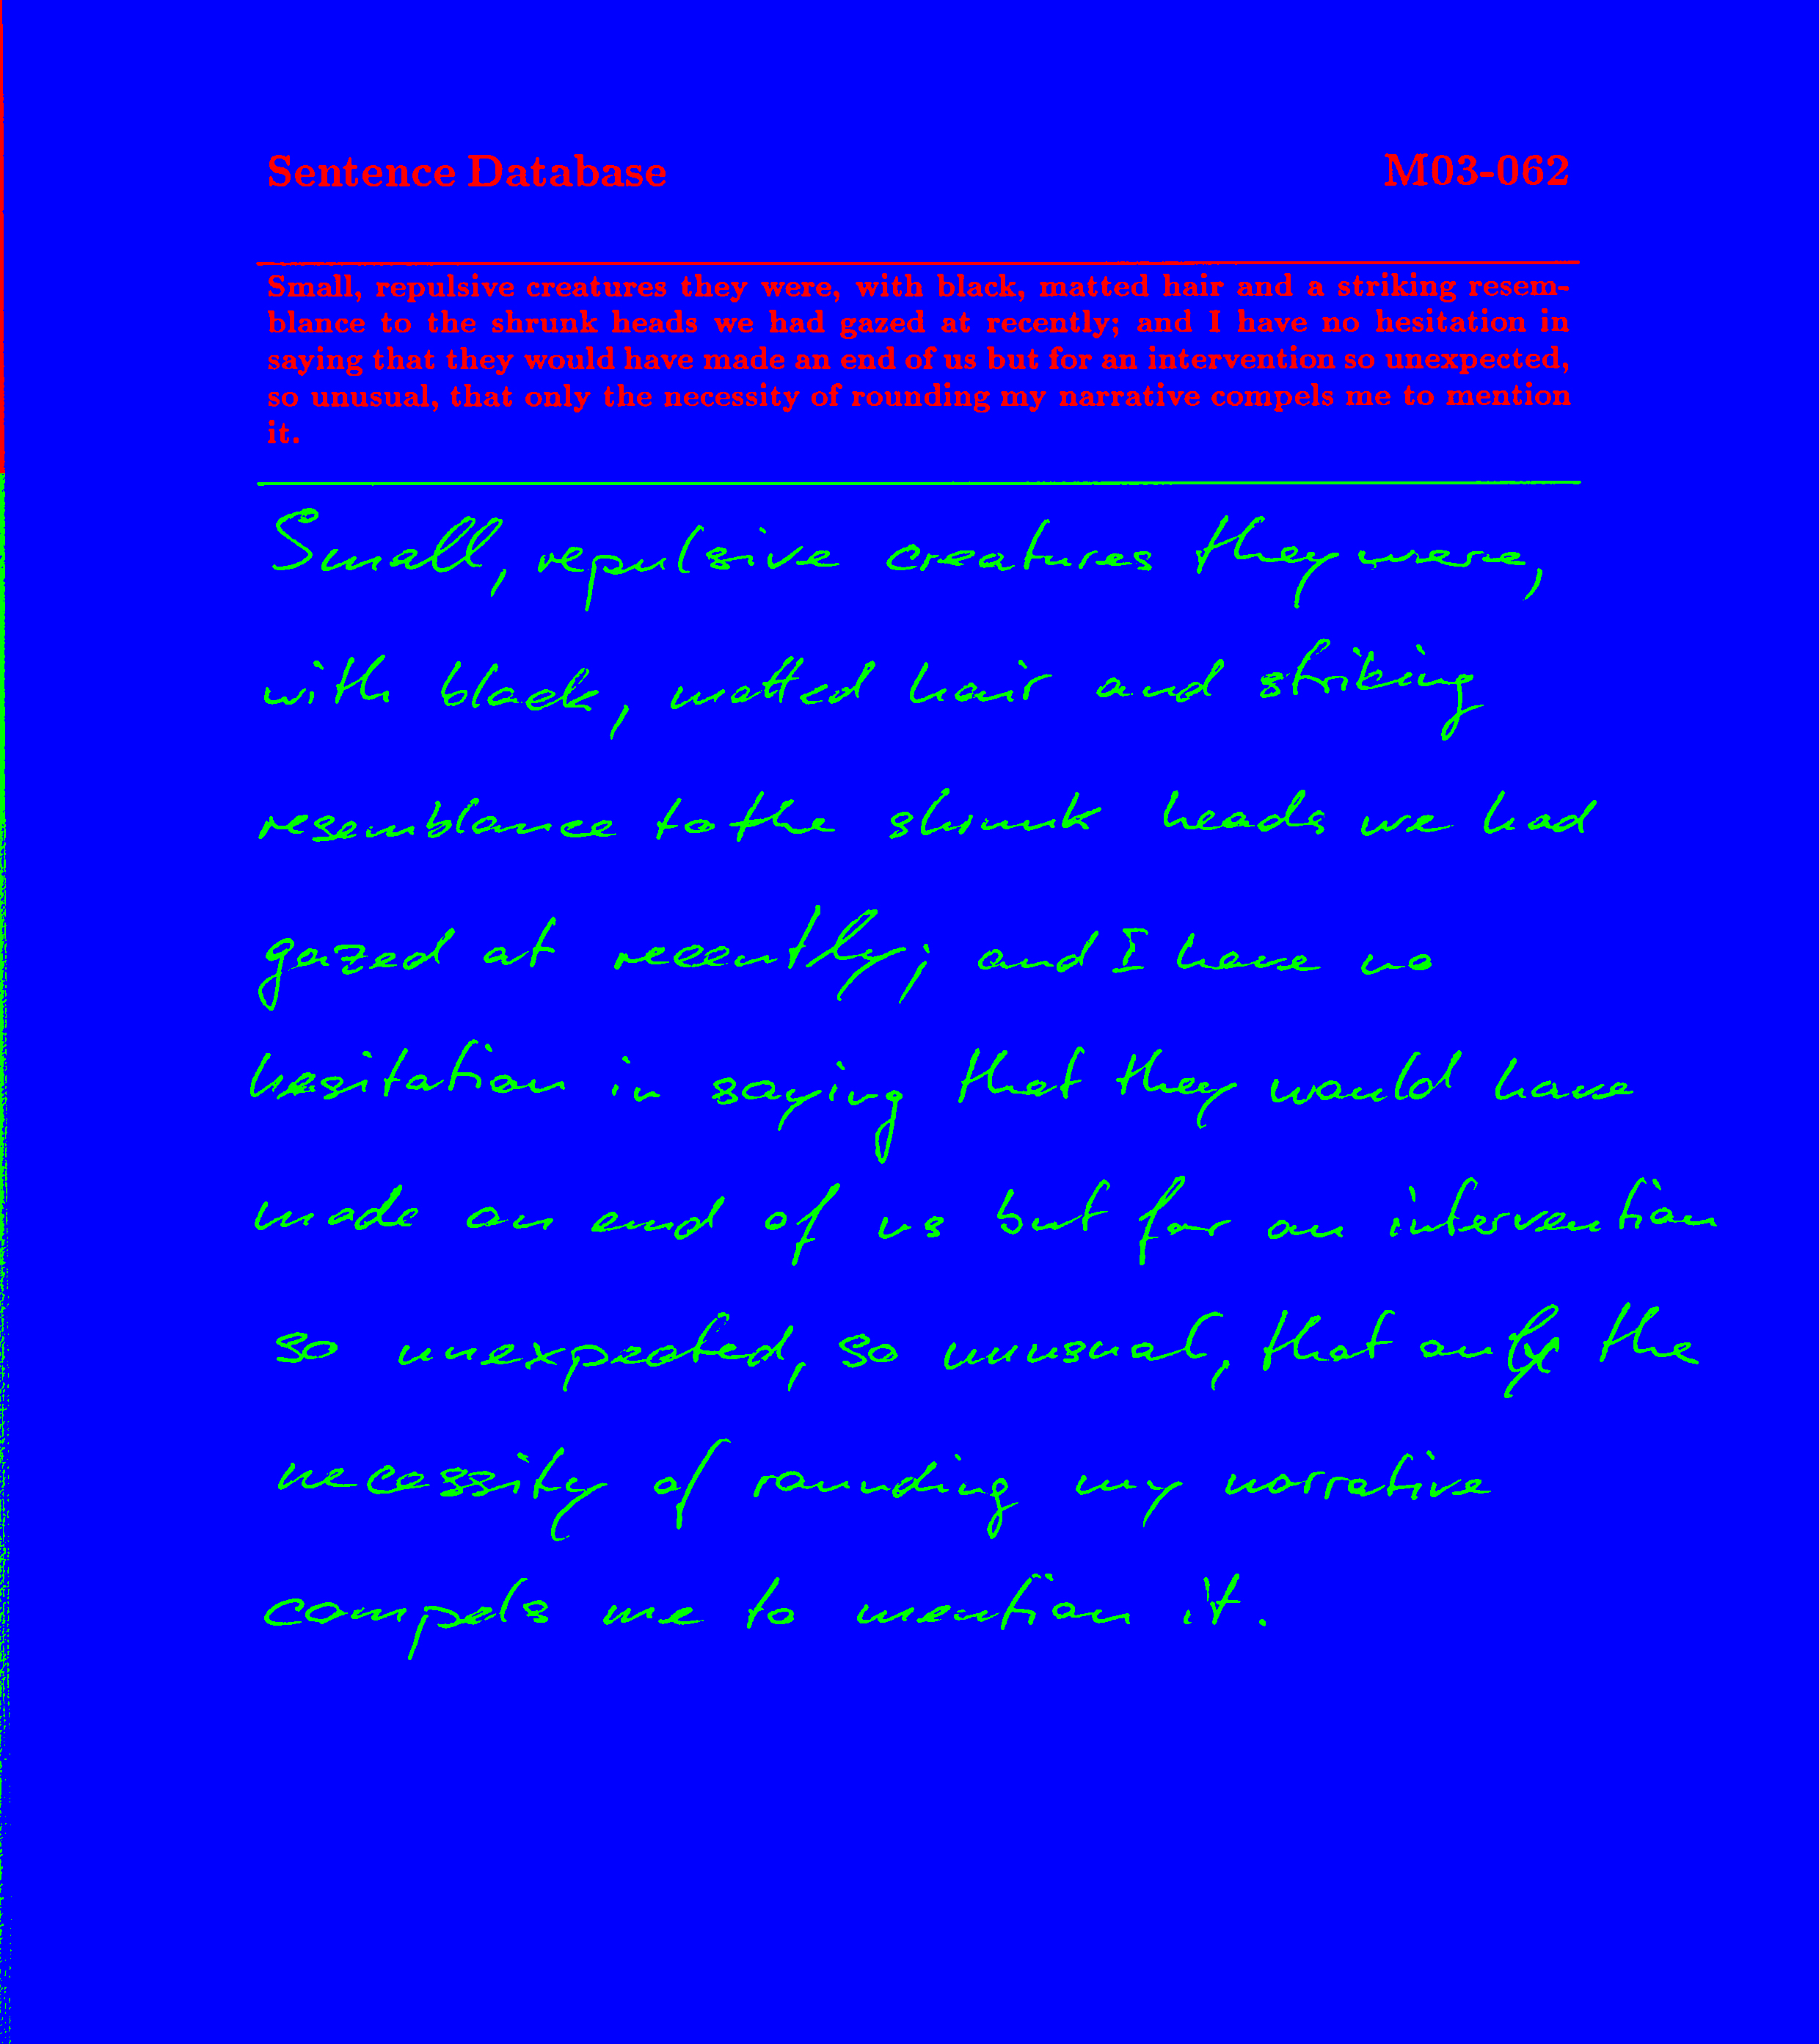 Sentence Database M03-062
Small, repulsive creatures they were, with black, matted hair and a striking resem-
blance to the shrunk heads we had gazed at recently; and I have no hesitation in
saying that they would have made an end of us but for an intervention so unexpected,
so unusual, that only the necessity of rounding my narrative compels me to mention
it.
Small, repulsive creatures they were,
with black, matted hair and striking
resemblance to the shrunk heads we had
gazed at recently; and I have no
hesitation in saying that they would have
made an end of us but for an intervention
so unexpected, so unusual, that only the
necessity of rounding my narrative
compels me to mention it.